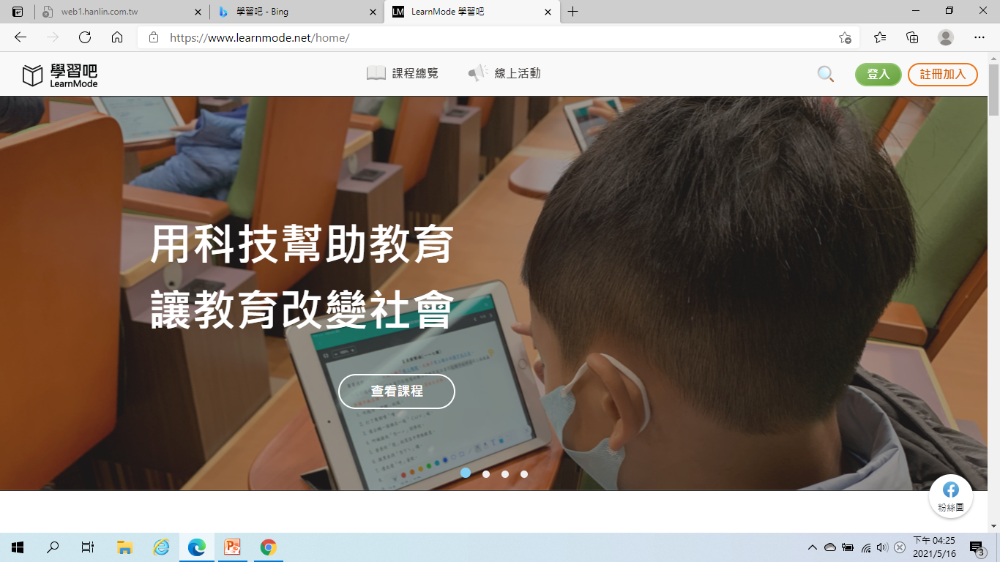 web1.hanlin.com.tw
學習吧 - Bing
LM
LearnMode 學習吧
https://www.learnmode.net/home/
學習吧
LearnMode
課程總覽
線上活動
登入
註冊加入
用科技幫助教育
讓教育改變社會
查看課程
粉絲團
下午 04:25
2021/5/16
3